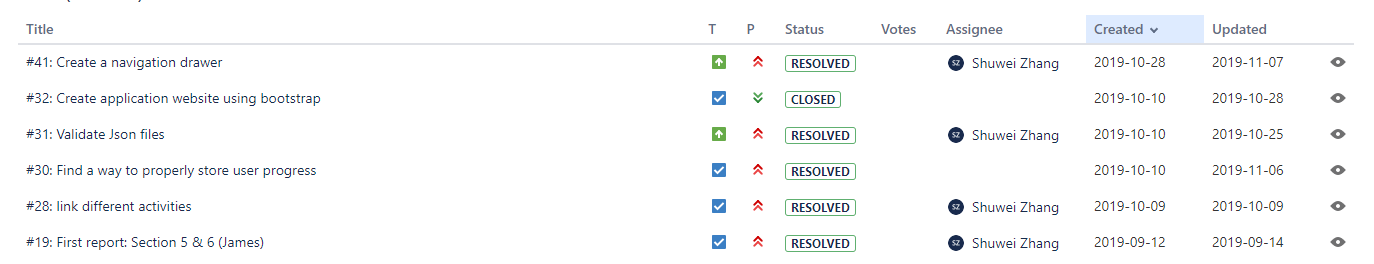 Title T P Status Votes Assignee Created Updated
#41: Create a navigation drawer RESOLVED SZ Shuwei Zhang 2019-10-28 2019-11-07
#32: Create application website using bootstrap CLOSED 2019-10-10 2019-10-28
#31: Validate Json files RESOLVED SZ Shuwei Zhang 2019-10-10 2019-10-25
#30: Find a way to properly store user progress RESOLVED 2019-10-10 2019-11-06
#28: link different activities RESOLVED SZ Shuwei Zhang 2019-10-09 2019-10-09
#19: First report: Section 5 & 6 (James) RESOLVED SZ Shuwei Zhang 2019-09-12 2019-09-14